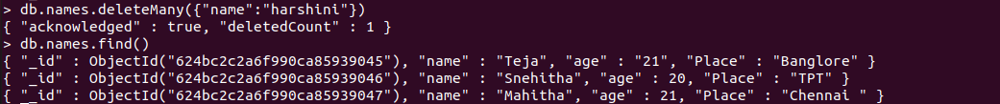 > db.names.deleteMany({"name":"harshini"})
{ "acknowledged" : true, "deletedCount" : 1 }
> db.names.find()
{ "_id" : ObjectId("624bc2c2a6f990ca85939045"), "name" : "Teja", "age" : "21", "Place" : "Banglore" }
{ "_id" : ObjectId("624bc2c2a6f990ca85939046"), "name" : "Snehitha", "age" : 20, "Place" : "TPT" }
{ "_id" : ObjectId("624bc2c2a6f990ca85939047"), "name" : "Mahitha", "age" : 21, "Place" : "Chennai " }